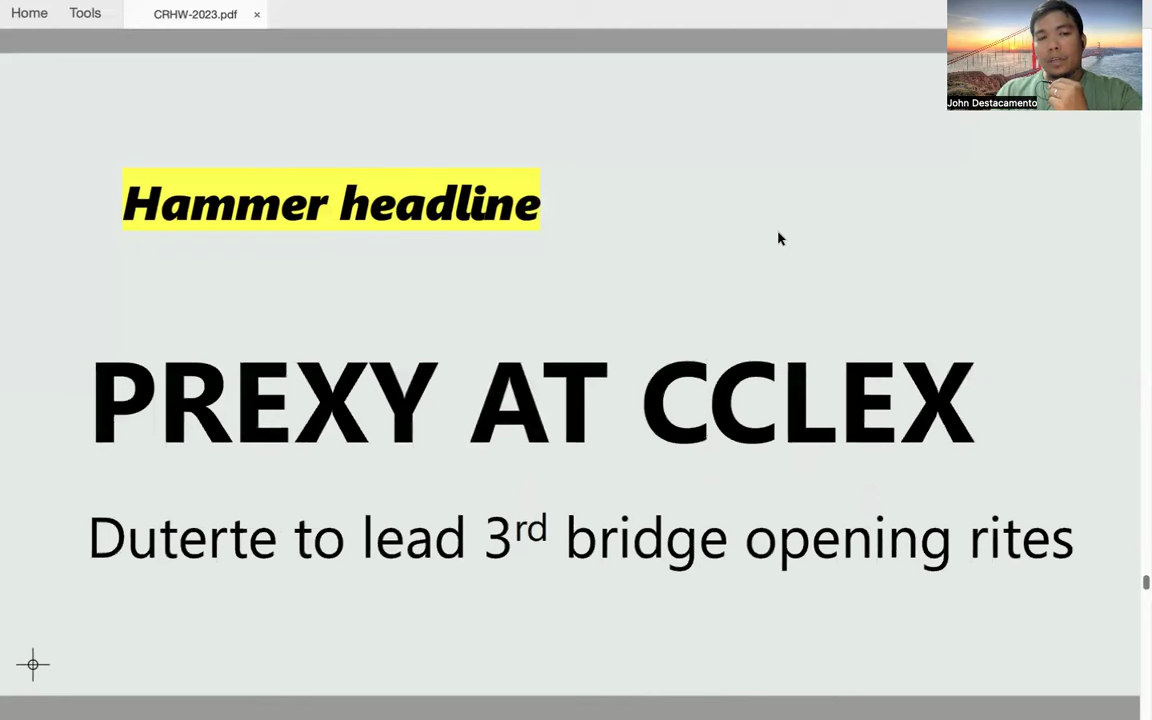 Home Tools CRHW-2023.pdf ×
John Destacamento
Hammer headline
PREXY AT CCLEX
Duterte to lead 3rd bridge opening rites